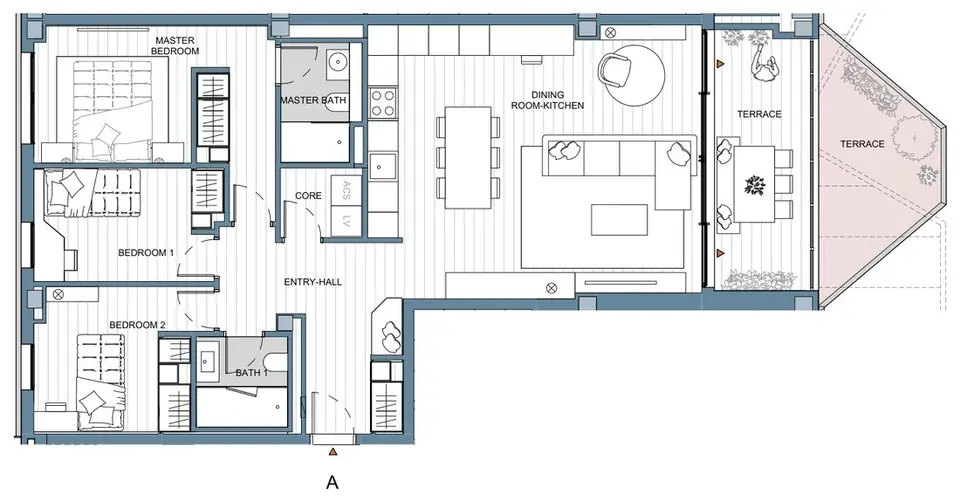 MASTER
BEDROOM
MASTER BATH
DINING
ROOM-KITCHEN
TERRACE
TERRACE
CORE
ACS
LV
BEDROOM 1
ENTRY-HALL
BEDROOM 2
BATH 1
A